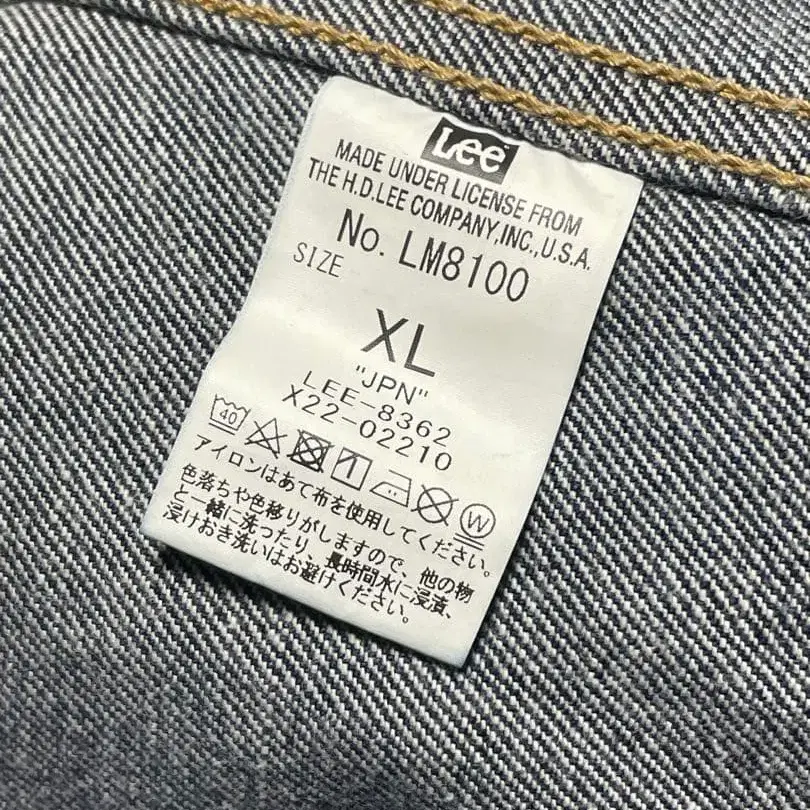 Lee
MADE UNDER LICENSE FROM
THE H.D.LEE COMPANY,INC.,U.S.A.
No. LM8100
SIZE
XL
"JPN"
LEE-8362
X22-02210
40 1 W
アイロンはあて布を使用してください。
色落ちや色移りがしますので、他の物
と一緒に洗ったり、長時間水に浸漬、
浸けおき洗いはお避けください。